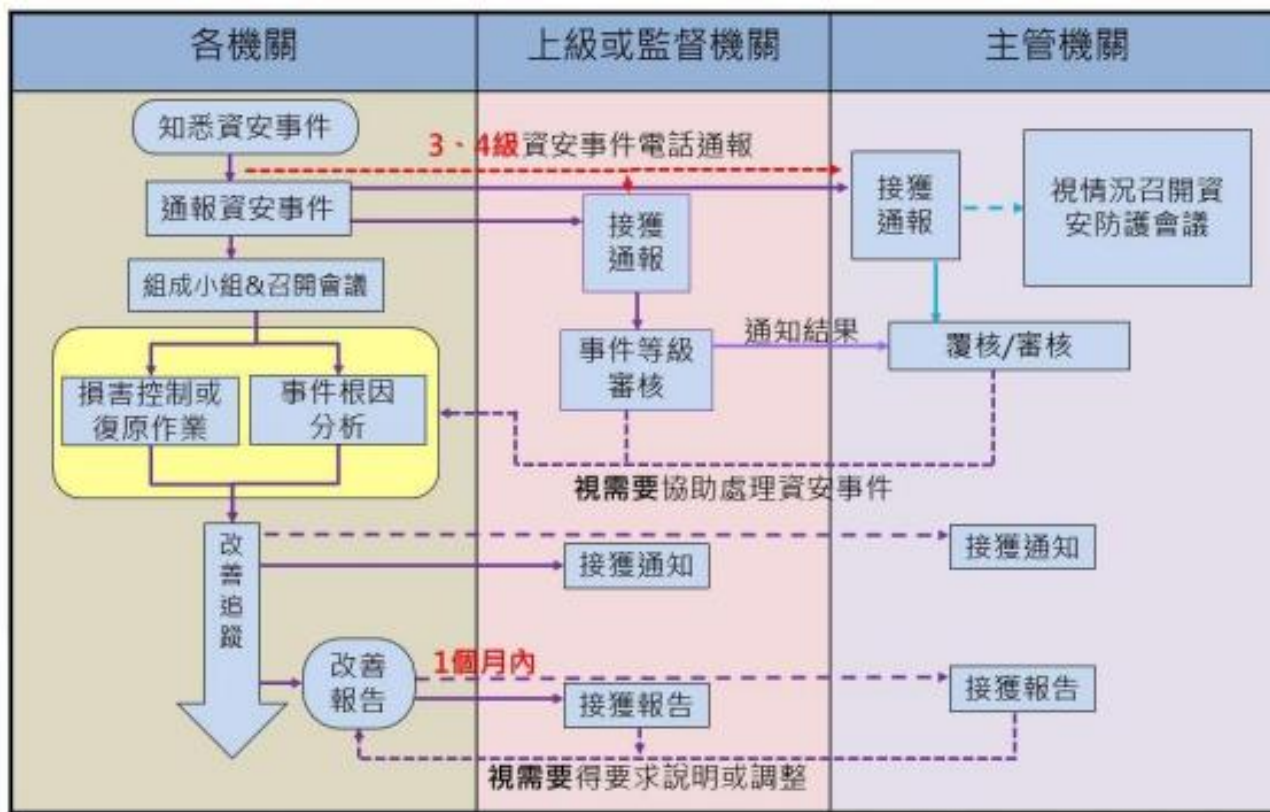 各機關
上級或監督機關
主管機關
知悉資安事件
3、4級資安事件電話通報
通報資安事件
接獲
通報
接獲
通報
視情況召開資
安防護會議
組成小組&召開會議
事件等級
審核
通知結果
覆核/審核
損害控制或
復原作業
事件根因
分析
視需要協助處理資安事件
改
善
追
蹤
接獲通知
接獲通知
改善
報告
1個月內
接獲報告
接獲報告
視需要得要求說明或調整